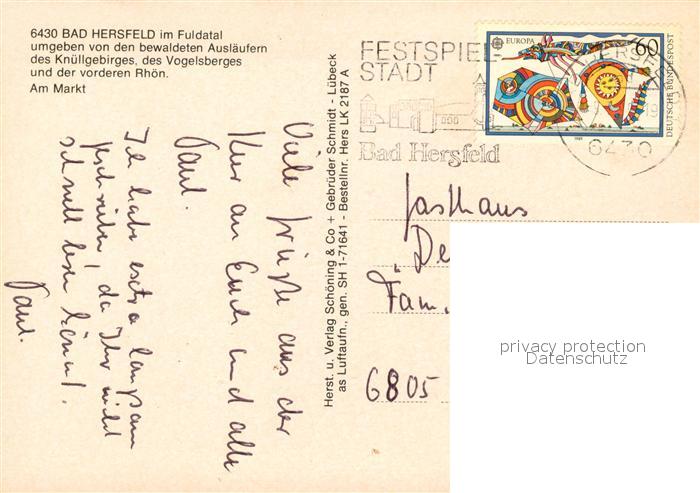 6430 BAD HERSFELD im Fuldatal
umgeben von den bewaldeten Ausläufern
des Knüllgebirges, des Vogelsberges
und der vorderen Rhön.
Am Markt
Viele Grüße aus der
Kur an Euch und alle
Paul.
Ich habe extra langsam
geschrieben, da Ihr nicht
schnell lesen könnt.
Paul.
Herst. u. Verlag Schöning & Co + Gebrüder Schmidt - Lübeck
as Luftaufn., gen. SH 1-71641 - Bestellnr. Hers LK 2187 A
FESTSPIEL-
STADT
Bad Hersfeld
EUROPA
60
DEUTSCHE BUNDESPOST
6430
Gasthaus
De
Fam.
6805
privacy protection
Datenschutz